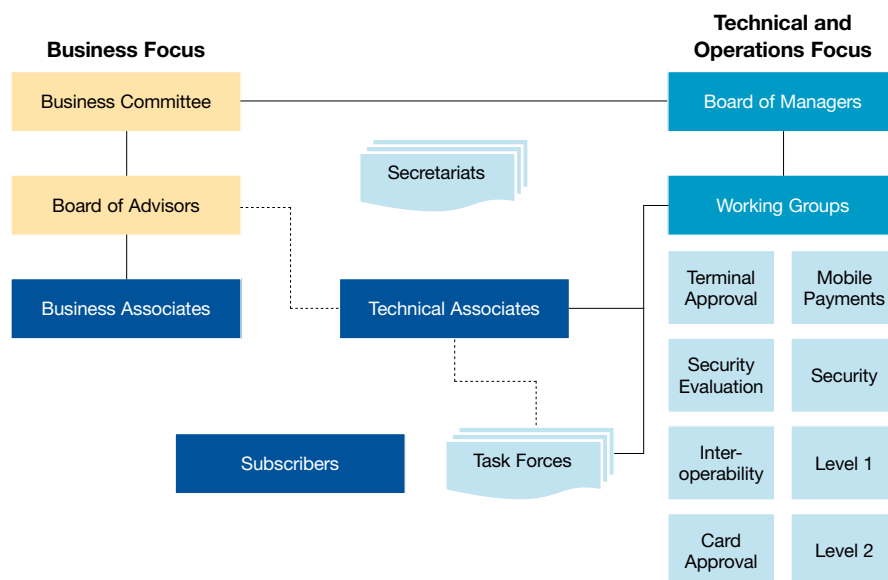 Business Focus
Technical and
Operations Focus
Business Committee
Board of Managers
Secretariats
Board of Advisors
Working Groups
Business Associates
Technical Associates
Terminal
Approval
Mobile
Payments
Security
Evaluation
Security
Subscribers
Task Forces
Inter-
operability
Level 1
Card
Approval
Level 2